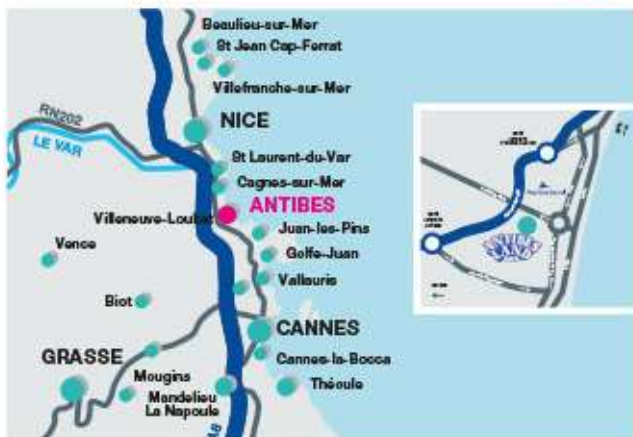 Beaulieu-sur-Mer
St Jean Cap-Ferrat
Villefranche-sur-Mer
RN202
NICE
LE VAR
St Laurent-du-Var
Cagnes-sur-Mer
ANTIBES
Villeneuve-Loubet
Juan-les-Pins
Vence
Golfe-Juan
Vallauris
Biot
CANNES
GRASSE
Cannes-la-Bocca
Mougins
Théoule
Mandelieu
La Napoule
A8